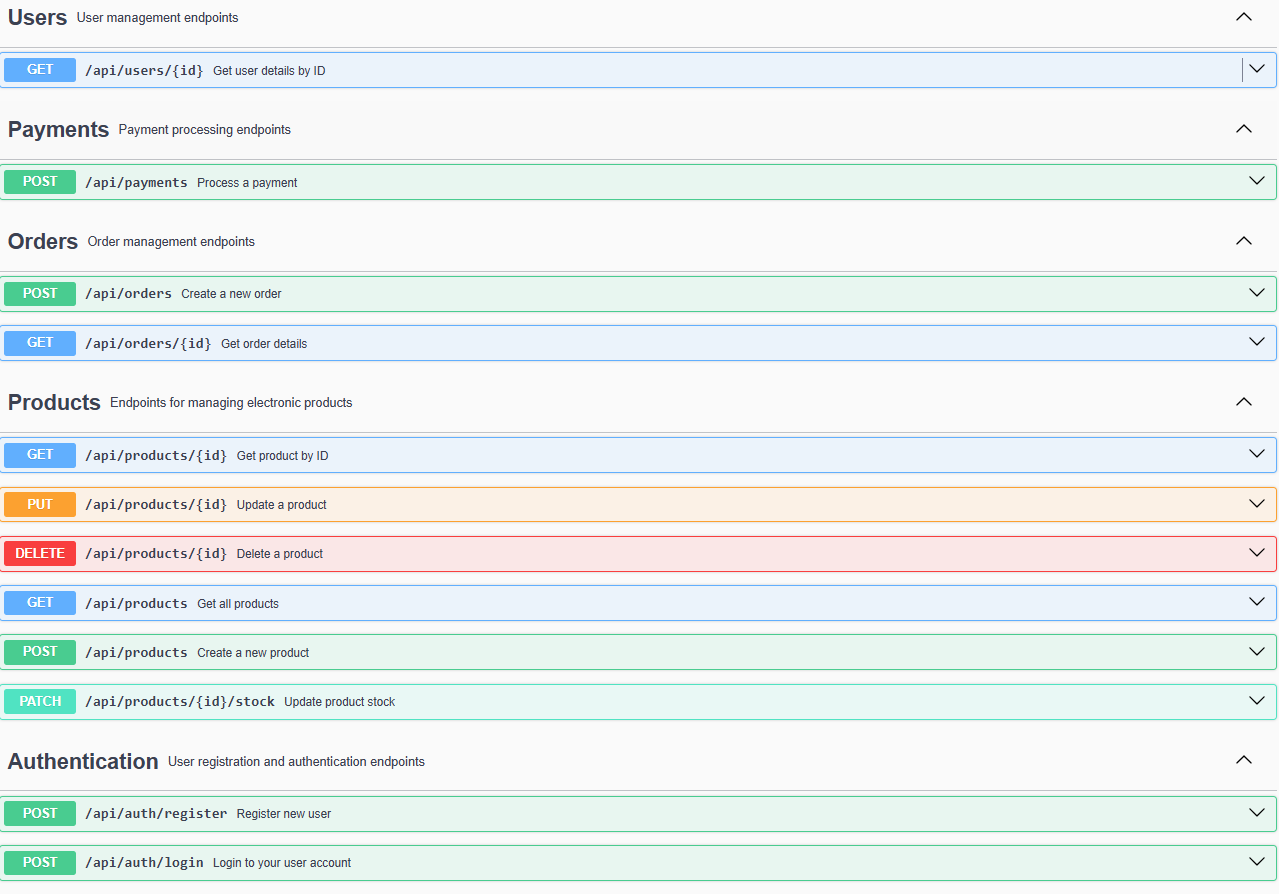 Users User management endpoints
GET /api/users/{id} Get user details by ID
Payments Payment processing endpoints
POST /api/payments Process a payment
Orders Order management endpoints
POST /api/orders Create a new order
GET /api/orders/{id} Get order details
Products Endpoints for managing electronic products
GET /api/products/{id} Get product by ID
PUT /api/products/{id} Update a product
DELETE /api/products/{id} Delete a product
GET /api/products Get all products
POST /api/products Create a new product
PATCH /api/products/{id}/stock Update product stock
Authentication User registration and authentication endpoints
POST /api/auth/register Register new user
POST /api/auth/login Login to your user account